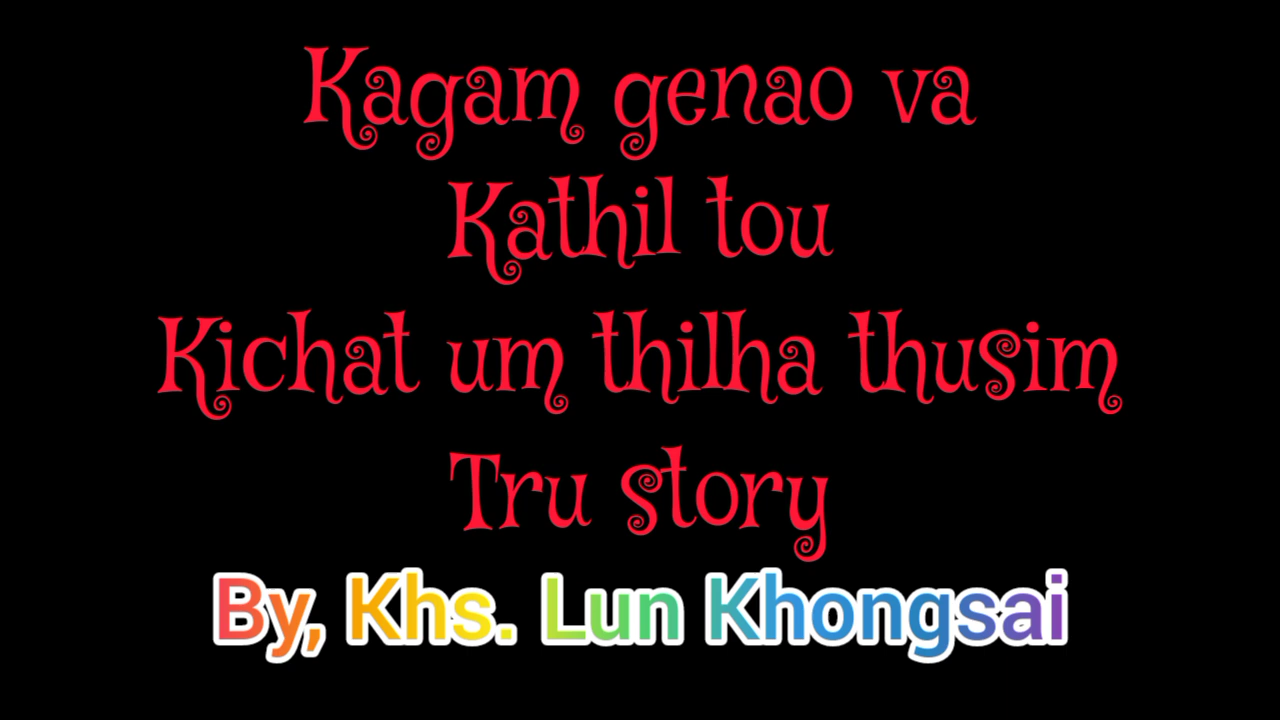 Kagam genao va
Kathil tou
Kichat um thilha thusim
Tru story
By, Khs. Lun Khongsai